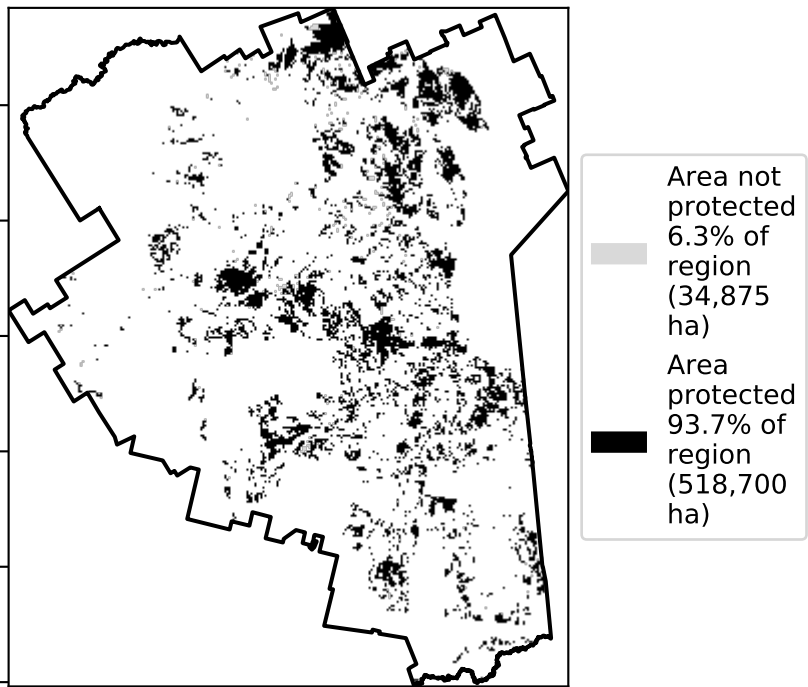 Area not
protected
6.3% of
region
(34,875
ha)
Area
protected
93.7% of
region
(518,700
ha)